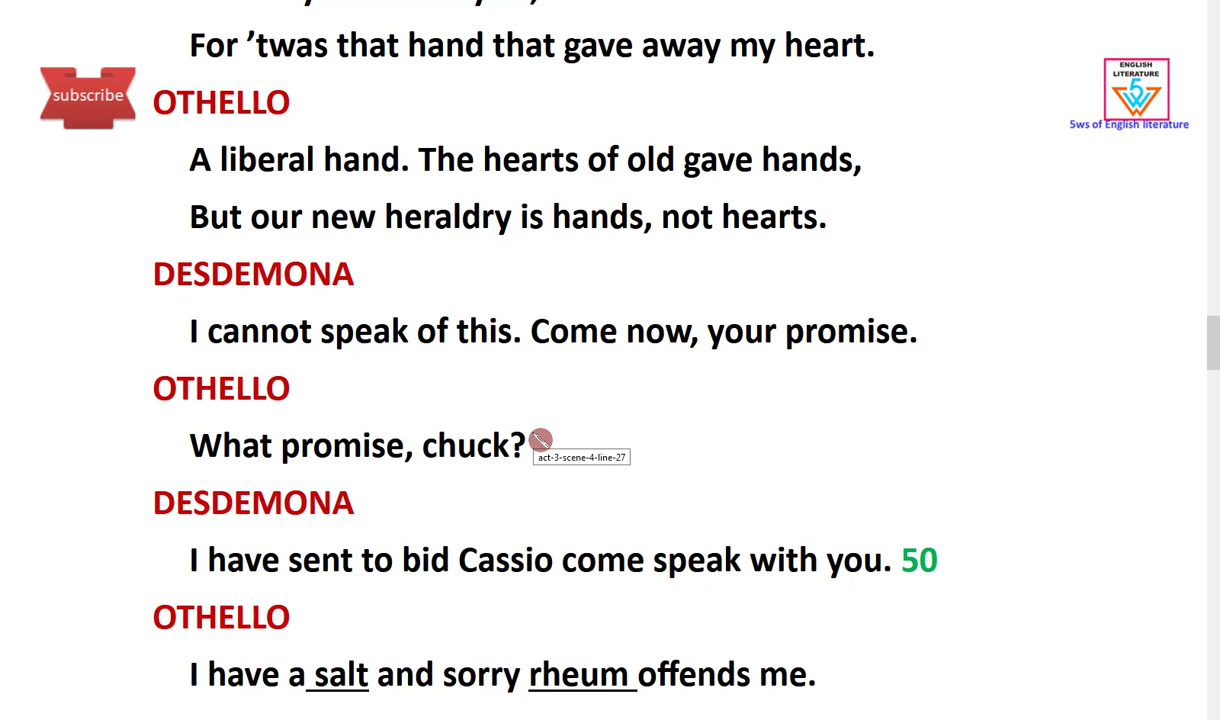 For ’twas that hand that gave away my heart.
ENGLISH
LITERATURE
5
W
5ws of English literature
subscribe
OTHELLO
A liberal hand. The hearts of old gave hands,
But our new heraldry is hands, not hearts.
DESDEMONA
I cannot speak of this. Come now, your promise.
OTHELLO
What promise, chuck?
act-3-scene-4-line-27
DESDEMONA
I have sent to bid Cassio come speak with you. 50
OTHELLO
I have a salt and sorry rheum offends me.